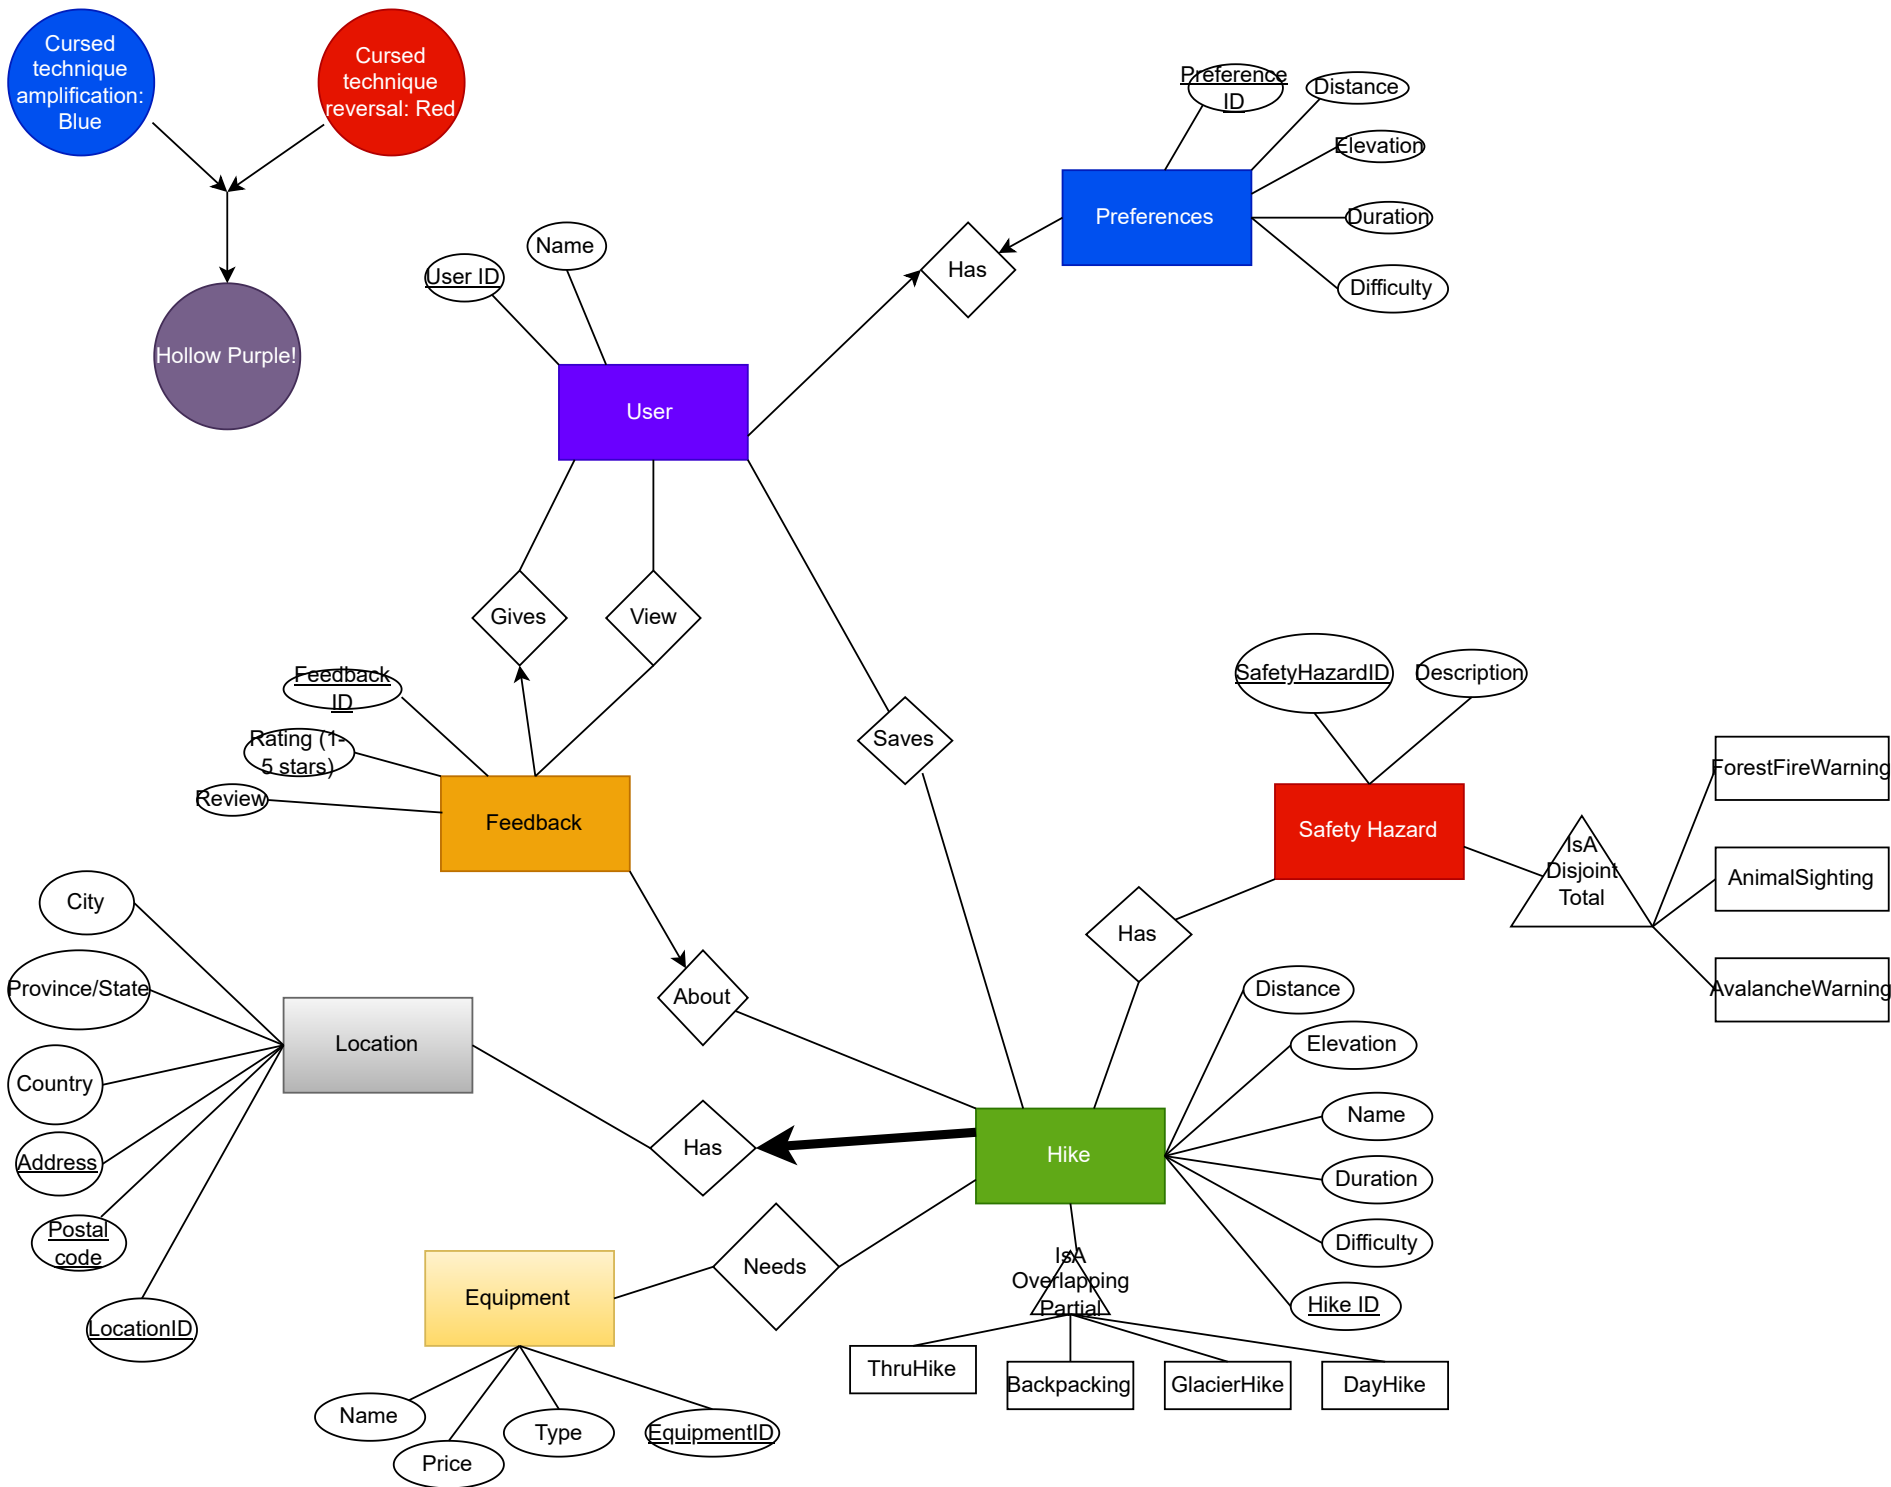 Cursed
technique
amplification:
Blue
Cursed
technique
reversal: Red
Hollow Purple!
Preference
ID
Distance
Elevation
Duration
Difficulty
Preferences
Has
User ID
Name
User
Gives
View
Saves
Feedback
ID
Rating (1-
5 stars)
Review
Feedback
SafetyHazardID
Description
Safety Hazard
IsA
Disjoint
Total
ForestFireWarning
AnimalSighting
AvalancheWarning
Has
About
City
Province/State
Country
Address
Postal
code
LocationID
Location
Has
Hike
Distance
Elevation
Name
Duration
Difficulty
Hike ID
Needs
Equipment
Name
Price
Type
EquipmentID
IsA
Overlapping
Partial
ThruHike
Backpacking
GlacierHike
DayHike